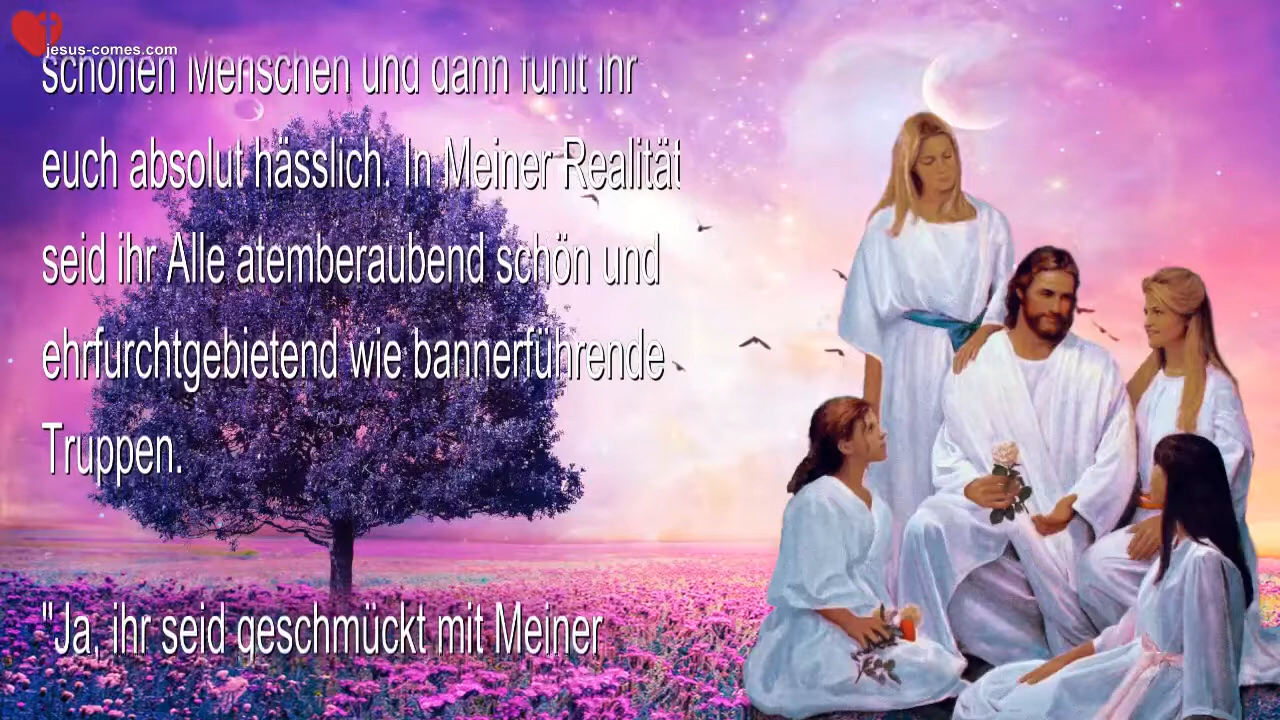 jesus-comes.com
schönen Menschen und dann fühlt ihr
euch absolut hässlich. In Meiner Realität
seid ihr Alle atemberaubend schön und
ehrfurchtgebietend wie bannerführende
Truppen.
"Ja, ihr seid geschmückt mit Meiner